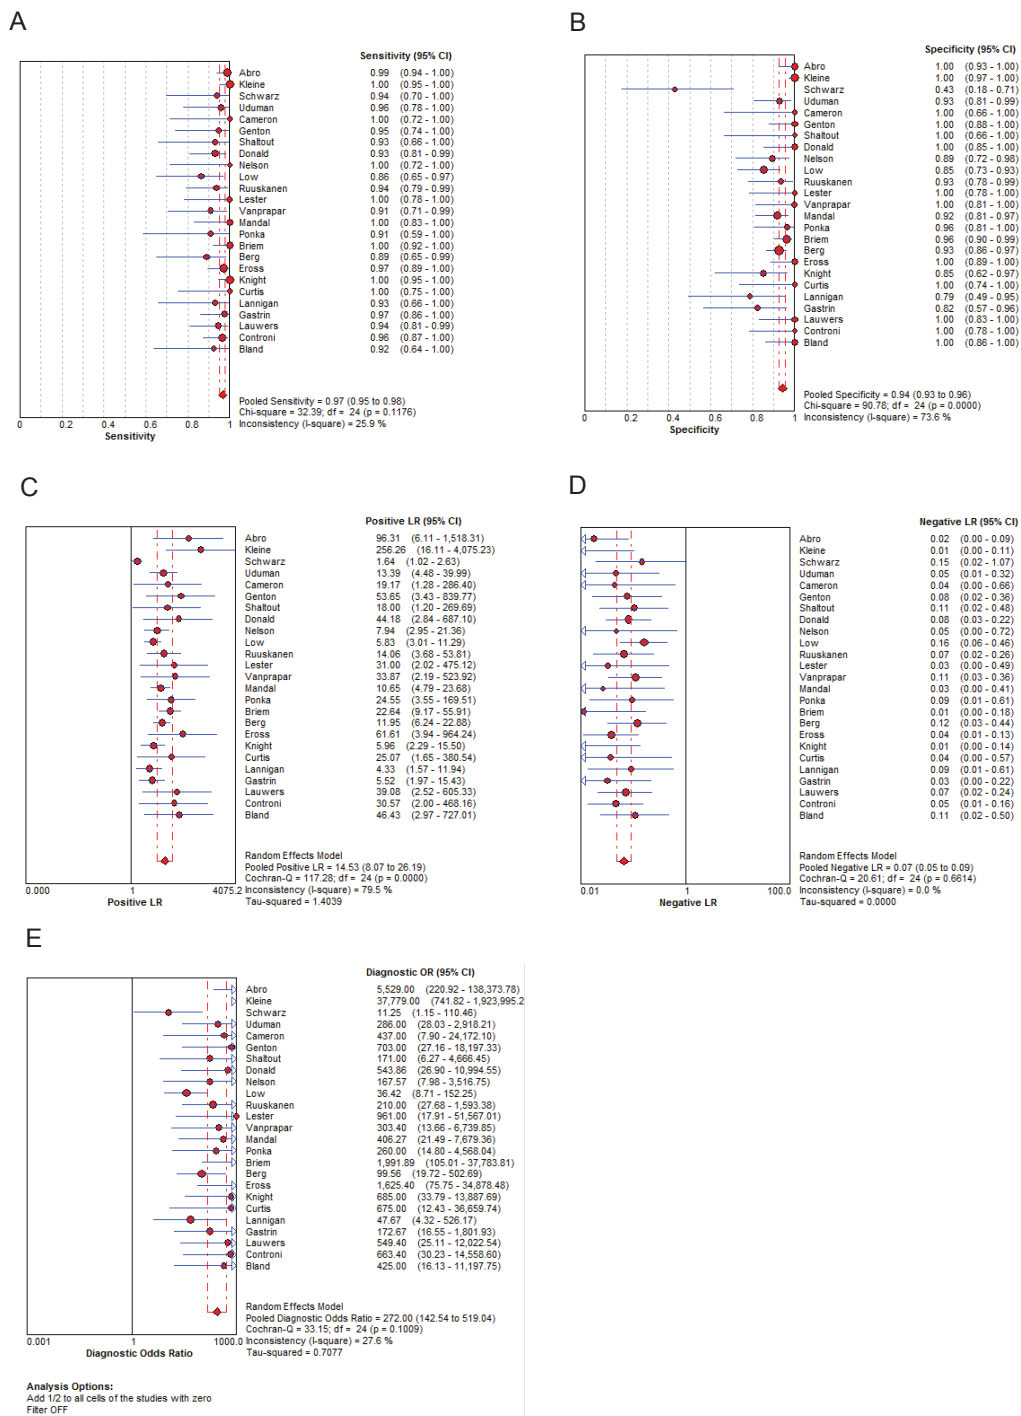 A
Sensitivity (95% CI)
Abro 0.99 (0.94 - 1.00)
Kleine 1.00 (0.95 - 1.00)
Schwarz 0.94 (0.70 - 1.00)
Uduman 0.96 (0.78 - 1.00)
Cameron 1.00 (0.72 - 1.00)
Genton 0.95 (0.74 - 1.00)
Shaltout 0.93 (0.66 - 1.00)
Donald 0.93 (0.81 - 0.99)
Nelson 1.00 (0.72 - 1.00)
Low 0.86 (0.65 - 0.97)
Ruuskanen 0.94 (0.79 - 0.99)
Lester 1.00 (0.78 - 1.00)
Vanprapar 0.91 (0.71 - 0.99)
Mandal 1.00 (0.83 - 1.00)
Ponka 0.91 (0.59 - 1.00)
Briem 1.00 (0.92 - 1.00)
Berg 0.89 (0.65 - 0.99)
Eross 0.97 (0.89 - 1.00)
Knight 1.00 (0.95 - 1.00)
Curtis 1.00 (0.75 - 1.00)
Lannigan 0.93 (0.66 - 1.00)
Gastrin 0.97 (0.86 - 1.00)
Lauwers 0.94 (0.81 - 0.99)
Controni 0.96 (0.87 - 1.00)
Bland 0.92 (0.64 - 1.00)
Pooled Sensitivity = 0.97 (0.95 to 0.98)
Chi-square = 32.39; df = 24 (p = 0.1176)
Inconsistency (I-square) = 25.9 %
0 0.2 0.4 0.6 0.8 1
Sensitivity
B
Specificity (95% CI)
Abro 1.00 (0.93 - 1.00)
Kleine 1.00 (0.97 - 1.00)
Schwarz 0.43 (0.18 - 0.71)
Uduman 0.93 (0.81 - 0.99)
Cameron 1.00 (0.66 - 1.00)
Genton 1.00 (0.88 - 1.00)
Shaltout 1.00 (0.66 - 1.00)
Donald 1.00 (0.85 - 1.00)
Nelson 0.89 (0.72 - 0.98)
Low 0.85 (0.73 - 0.93)
Ruuskanen 0.93 (0.78 - 0.99)
Lester 1.00 (0.78 - 1.00)
Vanprapar 1.00 (0.81 - 1.00)
Mandal 0.92 (0.81 - 0.97)
Ponka 0.96 (0.81 - 1.00)
Briem 0.96 (0.90 - 0.99)
Berg 0.93 (0.86 - 0.97)
Eross 1.00 (0.89 - 1.00)
Knight 0.85 (0.62 - 0.97)
Curtis 1.00 (0.74 - 1.00)
Lannigan 0.79 (0.49 - 0.95)
Gastrin 0.82 (0.57 - 0.96)
Lauwers 1.00 (0.83 - 1.00)
Controni 1.00 (0.78 - 1.00)
Bland 1.00 (0.86 - 1.00)
Pooled Specificity = 0.94 (0.93 to 0.96)
Chi-square = 90.78; df = 24 (p = 0.0000)
Inconsistency (I-square) = 73.6 %
0 0.2 0.4 0.6 0.8 1
Specificity
C
Positive LR (95% CI)
Abro 96.31 (6.11 - 1,518.31)
Kleine 256.26 (16.11 - 4,075.23)
Schwarz 1.64 (1.02 - 2.63)
Uduman 13.39 (4.48 - 39.99)
Cameron 19.17 (1.28 - 286.40)
Genton 53.65 (3.43 - 839.77)
Shaltout 18.00 (1.20 - 269.69)
Donald 44.18 (2.84 - 687.10)
Nelson 7.94 (2.95 - 21.36)
Low 5.83 (3.01 - 11.29)
Ruuskanen 14.06 (3.68 - 53.81)
Lester 31.00 (2.02 - 475.12)
Vanprapar 33.87 (2.19 - 523.92)
Mandal 10.65 (4.79 - 23.68)
Ponka 24.55 (3.55 - 169.51)
Briem 22.64 (9.17 - 55.91)
Berg 11.95 (6.24 - 22.88)
Eross 61.61 (3.94 - 964.24)
Knight 5.96 (2.29 - 15.50)
Curtis 25.07 (1.65 - 380.54)
Lannigan 4.33 (1.57 - 11.94)
Gastrin 5.52 (1.97 - 15.43)
Lauwers 39.08 (2.52 - 605.33)
Controni 30.57 (2.00 - 468.16)
Bland 46.43 (2.97 - 727.01)
Random Effects Model
Pooled Positive LR = 14.53 (8.07 to 26.19)
Cochran-Q = 117.28; df = 24 (p = 0.0000)
Inconsistency (I-square) = 79.5 %
Tau-squared = 1.4039
0.000 1 4075.2
Positive LR
D
Negative LR (95% CI)
Abro 0.02 (0.00 - 0.09)
Kleine 0.01 (0.00 - 0.11)
Schwarz 0.15 (0.02 - 1.07)
Uduman 0.05 (0.01 - 0.32)
Cameron 0.04 (0.00 - 0.66)
Genton 0.08 (0.02 - 0.36)
Shaltout 0.11 (0.02 - 0.48)
Donald 0.08 (0.03 - 0.22)
Nelson 0.05 (0.00 - 0.72)
Low 0.16 (0.06 - 0.46)
Ruuskanen 0.07 (0.02 - 0.26)
Lester 0.03 (0.00 - 0.49)
Vanprapar 0.11 (0.03 - 0.36)
Mandal 0.03 (0.00 - 0.41)
Ponka 0.09 (0.01 - 0.61)
Briem 0.01 (0.00 - 0.18)
Berg 0.12 (0.03 - 0.44)
Eross 0.04 (0.01 - 0.13)
Knight 0.01 (0.00 - 0.14)
Curtis 0.04 (0.00 - 0.57)
Lannigan 0.09 (0.01 - 0.61)
Gastrin 0.03 (0.00 - 0.22)
Lauwers 0.07 (0.02 - 0.24)
Controni 0.05 (0.01 - 0.16)
Bland 0.11 (0.02 - 0.50)
Random Effects Model
Pooled Negative LR = 0.07 (0.05 to 0.09)
Cochran-Q = 20.61; df = 24 (p = 0.6614)
Inconsistency (I-square) = 0.0 %
Tau-squared = 0.0000
0.01 1 100.0
Negative LR
E
Diagnostic OR (95% CI)
Abro 5,529.00 (220.92 - 138,373.78)
Kleine 37,779.00 (741.82 - 1,923,995.2
Schwarz 11.25 (1.15 - 110.46)
Uduman 286.00 (28.03 - 2,918.21)
Cameron 437.00 (7.90 - 24,172.10)
Genton 703.00 (27.16 - 18,197.33)
Shaltout 171.00 (6.27 - 4,666.45)
Donald 543.86 (26.90 - 10,994.55)
Nelson 167.57 (7.98 - 3,516.75)
Low 36.42 (8.71 - 152.25)
Ruuskanen 210.00 (27.68 - 1,593.38)
Lester 961.00 (17.91 - 51,567.01)
Vanprapar 303.40 (13.66 - 6,739.85)
Mandal 406.27 (21.49 - 7,679.36)
Ponka 260.00 (14.80 - 4,568.04)
Briem 1,991.89 (105.01 - 37,783.81)
Berg 99.56 (19.72 - 502.69)
Eross 1,625.40 (75.75 - 34,878.48)
Knight 685.00 (33.79 - 13,887.69)
Curtis 675.00 (12.43 - 36,659.74)
Lannigan 47.67 (4.32 - 526.17)
Gastrin 172.67 (16.55 - 1,801.93)
Lauwers 549.40 (25.11 - 12,022.54)
Controni 663.40 (30.23 - 14,558.60)
Bland 425.00 (16.13 - 11,197.75)
Random Effects Model
Pooled Diagnostic Odds Ratio = 272.00 (142.54 to 519.04)
Cochran-Q = 33.15; df = 24 (p = 0.1009)
Inconsistency (I-square) = 27.6 %
Tau-squared = 0.7077
0.001 1 1000.0
Diagnostic Odds Ratio
Analysis Options:
Add 1/2 to all cells of the studies with zero
Filter OFF